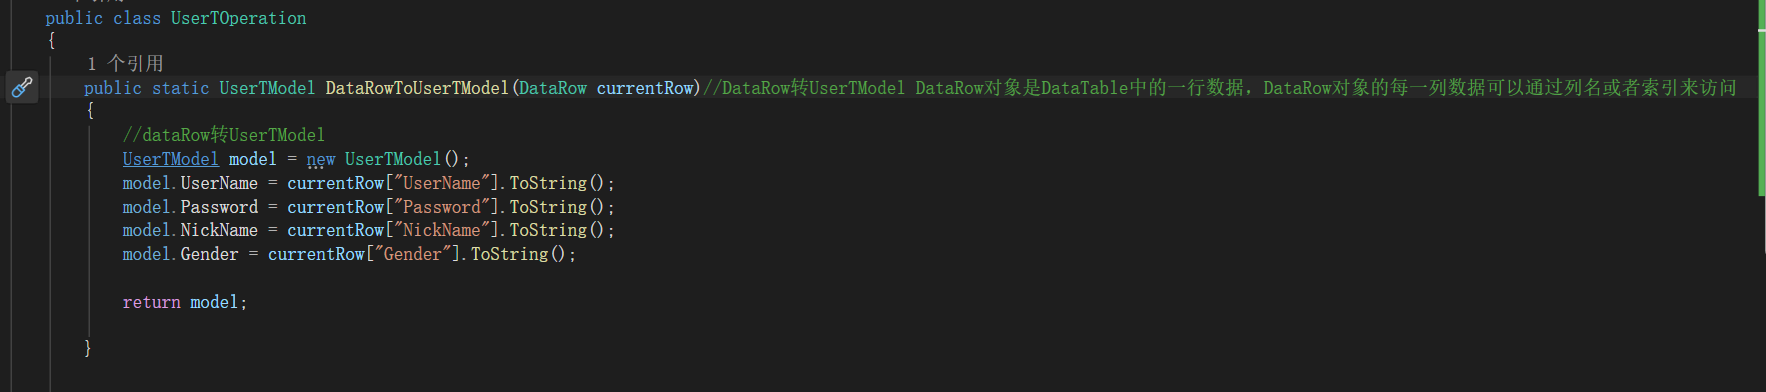 public class UserTOperation
{
1 个引用
public static UserTModel DataRowToUserTModel(DataRow currentRow)//DataRow转UserTModel DataRow对象是DataTable中的一行数据，DataRow对象的每一列数据可以通过列名或者索引来访问
{
//dataRow转UserTModel
UserTModel model = new UserTModel();
model.UserName = currentRow["UserName"].ToString();
model.Password = currentRow["Password"].ToString();
model.NickName = currentRow["NickName"].ToString();
model.Gender = currentRow["Gender"].ToString();
return model;
}